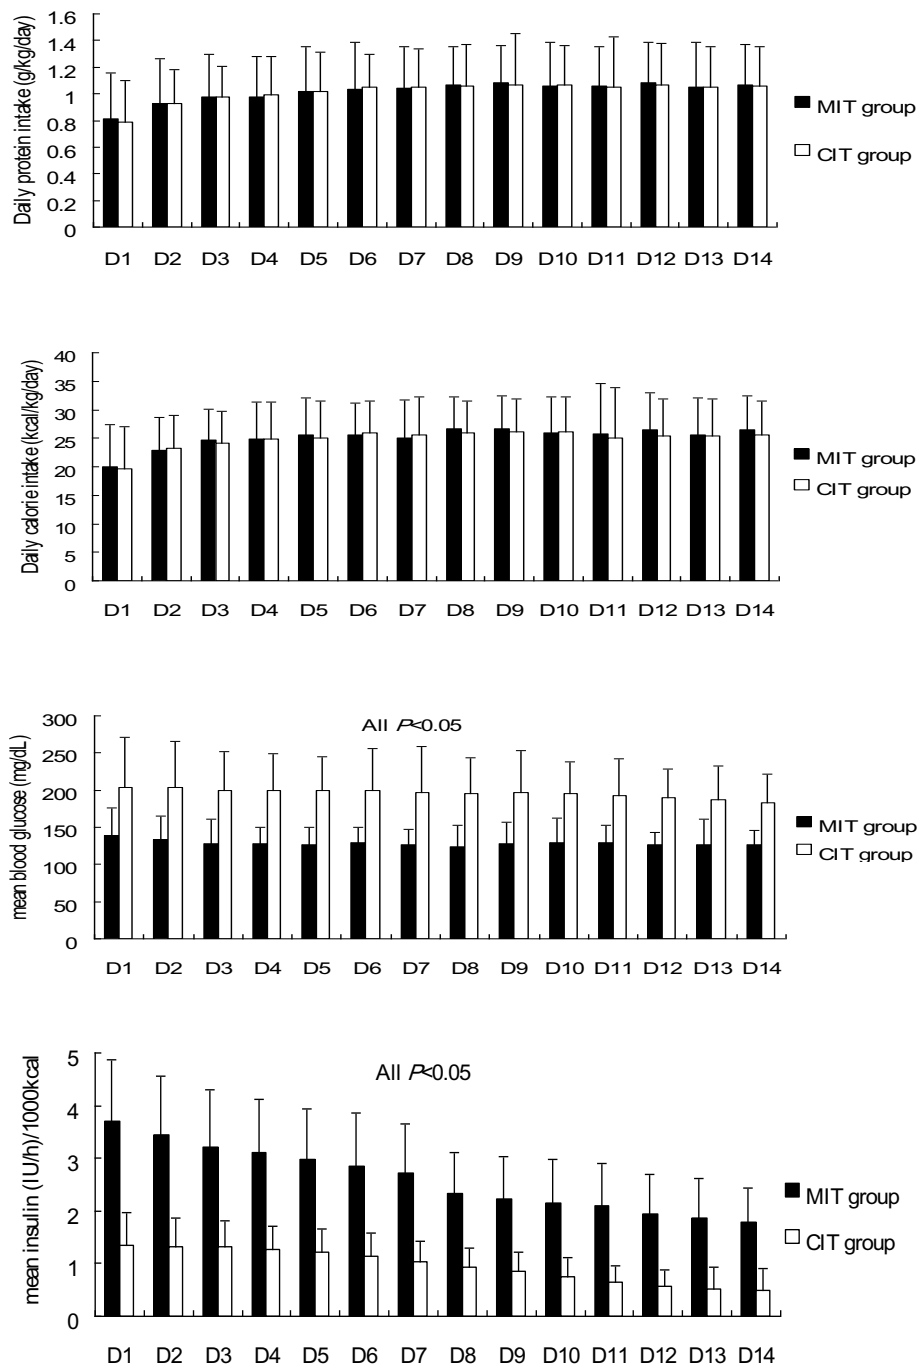 Daily protein intake (g/kg/day)
1.6
1.4
1.2
1
0.8
0.6
0.4
0.2
0
D1 D2 D3 D4 D5 D6 D7 D8 D9 D10 D11 D12 D13 D14
MIT group
CIT group
Daily calorie intake (kcal/kg/day)
40
35
30
25
20
15
10
5
0
D1 D2 D3 D4 D5 D6 D7 D8 D9 D10 D11 D12 D13 D14
MIT group
CIT group
mean blood glucose (mg/dL)
300
250
200
150
100
50
0
All P<0.05
D1 D2 D3 D4 D5 D6 D7 D8 D9 D10 D11 D12 D13 D14
MIT group
CIT group
mean insulin (IU/h)/1000kcal
5
4
3
2
1
0
All P<0.05
D1 D2 D3 D4 D5 D6 D7 D8 D9 D10 D11 D12 D13 D14
MIT group
CIT group